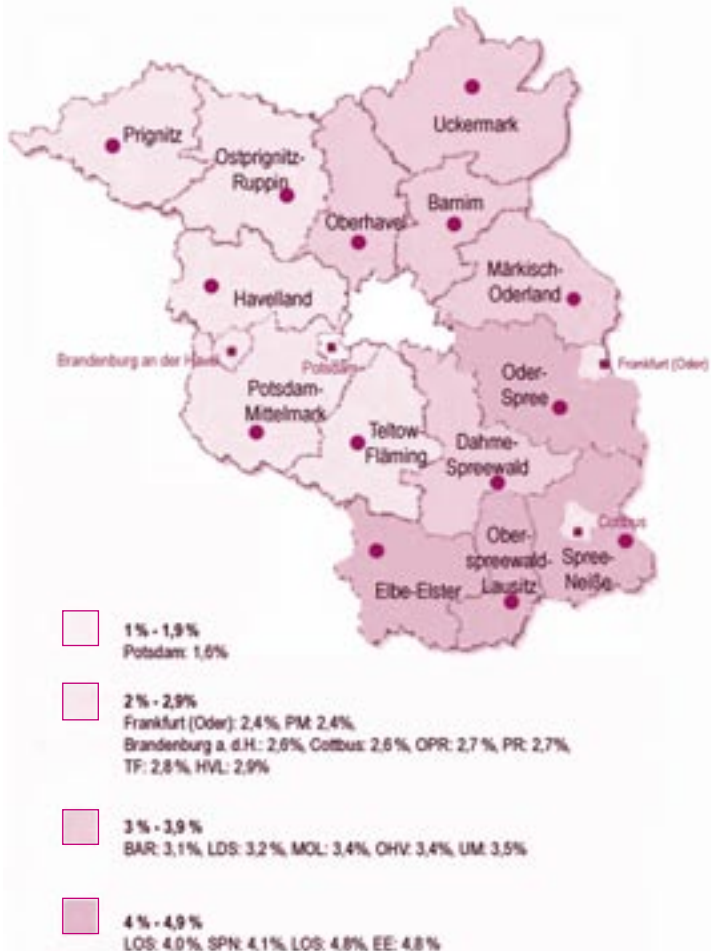 Prignitz
Ostprignitz-
Ruppin
Uckermark
Oberhavel
Barnim
Märkisch-
Oderland
Havelland
Brandenburg an der Havel
Potsdam
Frankfurt (Oder)
Oder-
Spree
Potsdam-
Mittelmark
Teltow-
Fläming
Dahme-
Spreewald
Cottbus
Ober-
spreewald-
Lausitz
Spree-
Neiße
Elbe-Elster
1 % - 1,9 %
Potsdam: 1,6%
2 % - 2,9%
Frankfurt (Oder): 2,4 %, PM: 2,4%,
Brandenburg a. d.H.: 2,6%, Cottbus: 2,6 %, OPR: 2,7 %, PR: 2,7%,
TF: 2,8 %, HVL: 2,9%
3 % - 3,9 %
BAR: 3,1%, LDS: 3,2 %, MOL: 3,4%, OHV: 3,4%, UM: 3,5%
4 % - 4,9 %
LOS: 4,0 %, SPN: 4,1%, LOS: 4,8%, EE: 4,8 %